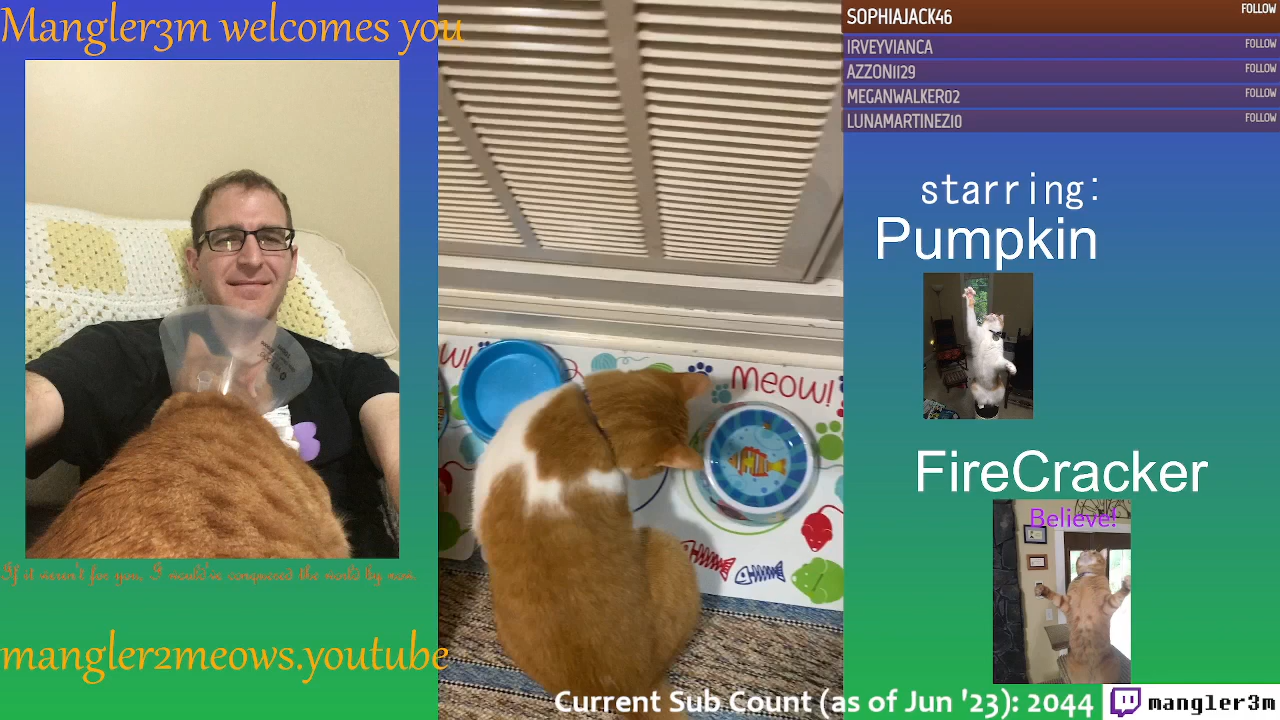 Mangler3m welcomes you
If it weren't for you, I would've conquered the world by now.
mangler2meows.youtube
w!
Meow!
SOPHIAJACK46 FOLLOW
IRVEYVIANCA FOLLOW
AZZON1129 FOLLOW
MEGANWALKER02 FOLLOW
LUNAMARTINEZ10 FOLLOW
starring:
Pumpkin
FireCracker
Believe!
Current Sub Count (as of Jun '23): 2044
mangler3m